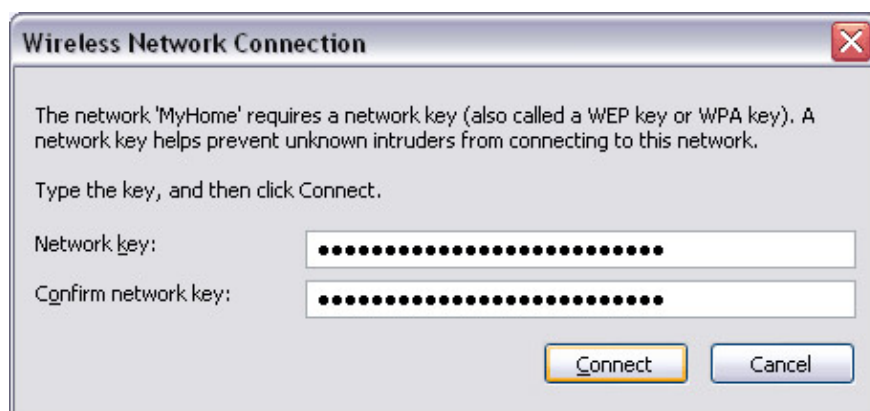 Wireless Network Connection
The network 'MyHome' requires a network key (also called a WEP key or WPA key). A
network key helps prevent unknown intruders from connecting to this network.
Type the key, and then click Connect.
Network key: ••••••••••••••••••••••••••
Confirm network key: ••••••••••••••••••••••••••
Connect Cancel